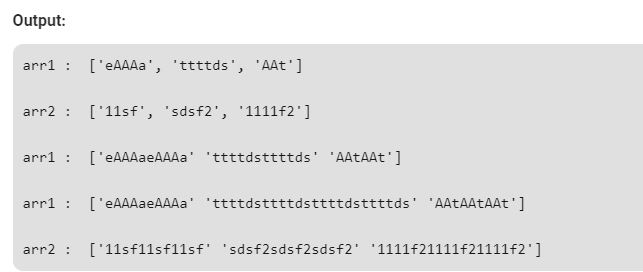 Output:
arr1 :  ['eAAAa', 'ttttds', 'AAt']
arr2 :  ['11sf', 'sdsf2', '1111f2']
arr1 :  ['eAAAaeAAAa' 'ttttdsttttds' 'AAtAAt']
arr1 :  ['eAAAaeAAAa' 'ttttdsttttdsttttdsttttds' 'AAtAAtAAt']
arr2 :  ['11sf11sf11sf' 'sdsf2sdsf2sdsf2' '1111f21111f21111f2']